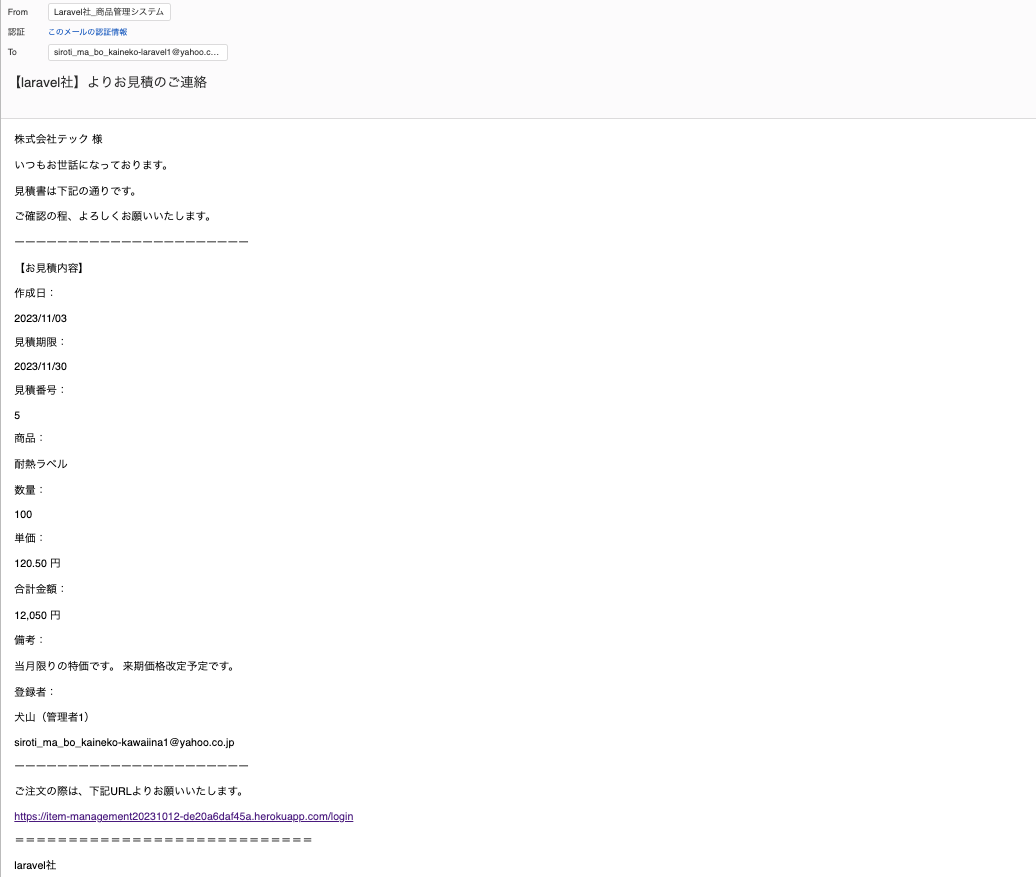 From Laravel社_商品管理システム
認証 このメールの認証情報
To siroti_ma_bo_kaineko-laravel1@yahoo.c...
【laravel社】よりお見積のご連絡
株式会社テック 様
いつもお世話になっております。
見積書は下記の通りです。
ご確認の程、よろしくお願いいたします。
ーーーーーーーーーーーーーーーーーーーーーー
【お見積内容】
作成日：
2023/11/03
見積期限：
2023/11/30
見積番号：
5
商品：
耐熱ラベル
数量：
100
単価：
120.50 円
合計金額：
12,050 円
備考：
当月限りの特価です。 来期価格改定予定です。
登録者：
犬山（管理者1）
siroti_ma_bo_kaineko-kawaiina1@yahoo.co.jp
ーーーーーーーーーーーーーーーーーーーーーー
ご注文の際は、下記URLよりお願いいたします。
https://item-management20231012-de20a6daf45a.herokuapp.com/login
＝＝＝＝＝＝＝＝＝＝＝＝＝＝＝＝＝＝＝＝＝＝＝＝＝＝＝＝
laravel社